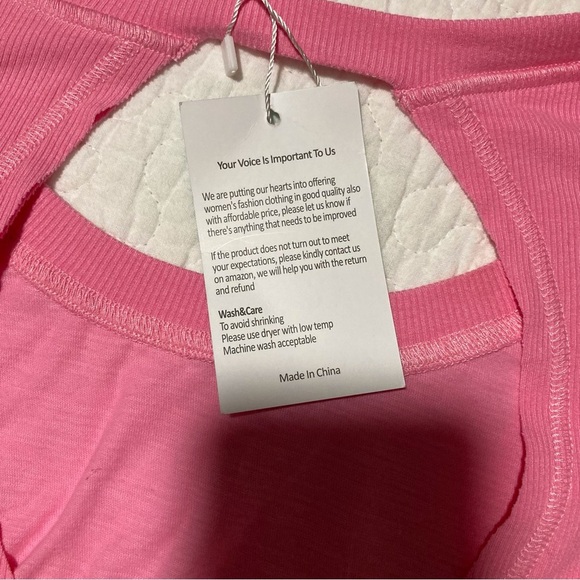 Your Voice Is Important To Us
We are putting our hearts into offering
women's fashion clothing in good quality also
with affordable price, please let us know if
there's anything that needs to be improved
If the product does not turn out to meet
your expectations, please kindly contact us
on amazon, we will help you with the return
and refund
Wash&Care
To avoid shrinking
Please use dryer with low temp
Machine wash acceptable
Made In China